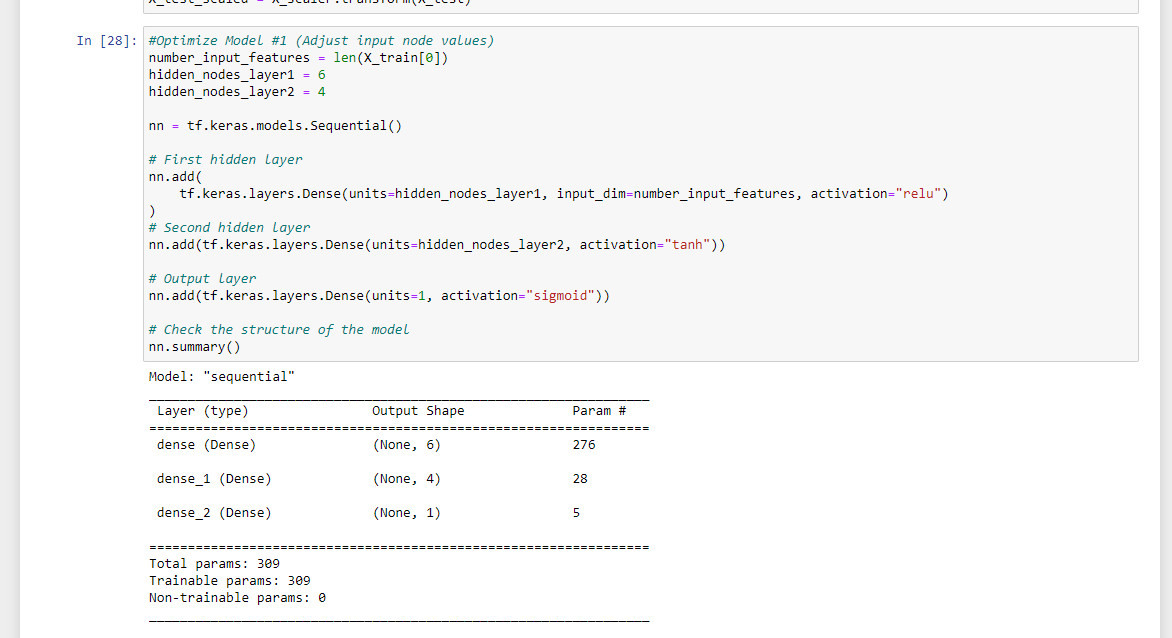 X_test_scaled = X_scaler.transform(X_test)
In [28]: #Optimize Model #1 (Adjust input node values)
number_input_features = len(X_train[0])
hidden_nodes_layer1 = 6
hidden_nodes_layer2 = 4
nn = tf.keras.models.Sequential()
# First hidden layer
nn.add(
tf.keras.layers.Dense(units=hidden_nodes_layer1, input_dim=number_input_features, activation="relu")
)
# Second hidden layer
nn.add(tf.keras.layers.Dense(units=hidden_nodes_layer2, activation="tanh"))
# Output layer
nn.add(tf.keras.layers.Dense(units=1, activation="sigmoid"))
# Check the structure of the model
nn.summary()
Model: "sequential"
Layer (type) Output Shape Param #
dense (Dense) (None, 6) 276
dense_1 (Dense) (None, 4) 28
dense_2 (Dense) (None, 1) 5
Total params: 309
Trainable params: 309
Non-trainable params: 0